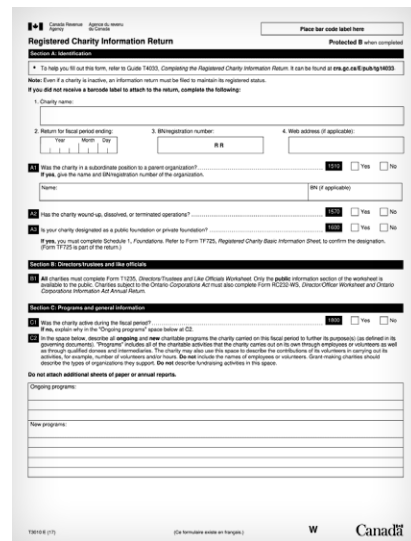 Canada Revenue Agency
Agence du revenu du Canada
Place bar code label here
Registered Charity Information Return
Protected B when completed
Section A: Identification
• To help you fill out this form, refer to Guide T4033, Completing the Registered Charity Information Return. It can be found at cra.gc.ca/E/pub/tg/t4033.
Note: Even if a charity is inactive, an information return must be filed to maintain its registered status.
If you did not receive a barcode label to attach to the return, complete the following:
1. Charity name:
2. Return for fiscal period ending:
Year Month Day
3. BN/registration number:
R R
4. Web address (if applicable):
A1 Was the charity in a subordinate position to a parent organization? 1510 Yes No
If yes, give the name and BN/registration number of the organization.
Name:
BN (if applicable)
A2 Has the charity wound-up, dissolved, or terminated operations? 1570 Yes No
A3 Is your charity designated as a public foundation or private foundation? 1600 Yes No
If yes, you must complete Schedule 1, Foundations. Refer to Form TF725, Registered Charity Basic Information Sheet, to confirm the designation.
(Form TF725 is part of the return.)
Section B: Directors/trustees and like officials
B1 All charities must complete Form T1235, Directors/Trustees and Like Officials Worksheet. Only the public information section of the worksheet is
available to the public. Charities subject to the Ontario Corporations Act must also complete Form RC232-WS, Director/Officer Worksheet and Ontario
Corporations Information Act Annual Return.
Section C: Programs and general information
C1 Was the charity active during the fiscal period? 1800 Yes No
If no, explain why in the "Ongoing programs" space below at C2.
C2 In the space below, describe all ongoing and new charitable programs the charity carried on this fiscal period to further its purpose(s) (as defined in its
governing documents). "Programs" includes all of the charitable activities that the charity carries out on its own through employees or volunteers as well
as through qualified donees and intermediaries. The charity may also use this space to describe the contributions of its volunteers in carrying out its
activities, for example, number of volunteers and/or hours. Do not include the names of employees or volunteers. Grant making charities should
describe the types of organizations they support. Do not describe fundraising activities in this space.
Do not attach additional sheets of paper or annual reports.
Ongoing programs:
New programs:
T3010 E (17)
(Ce formulaire existe en français.)
W
Canada